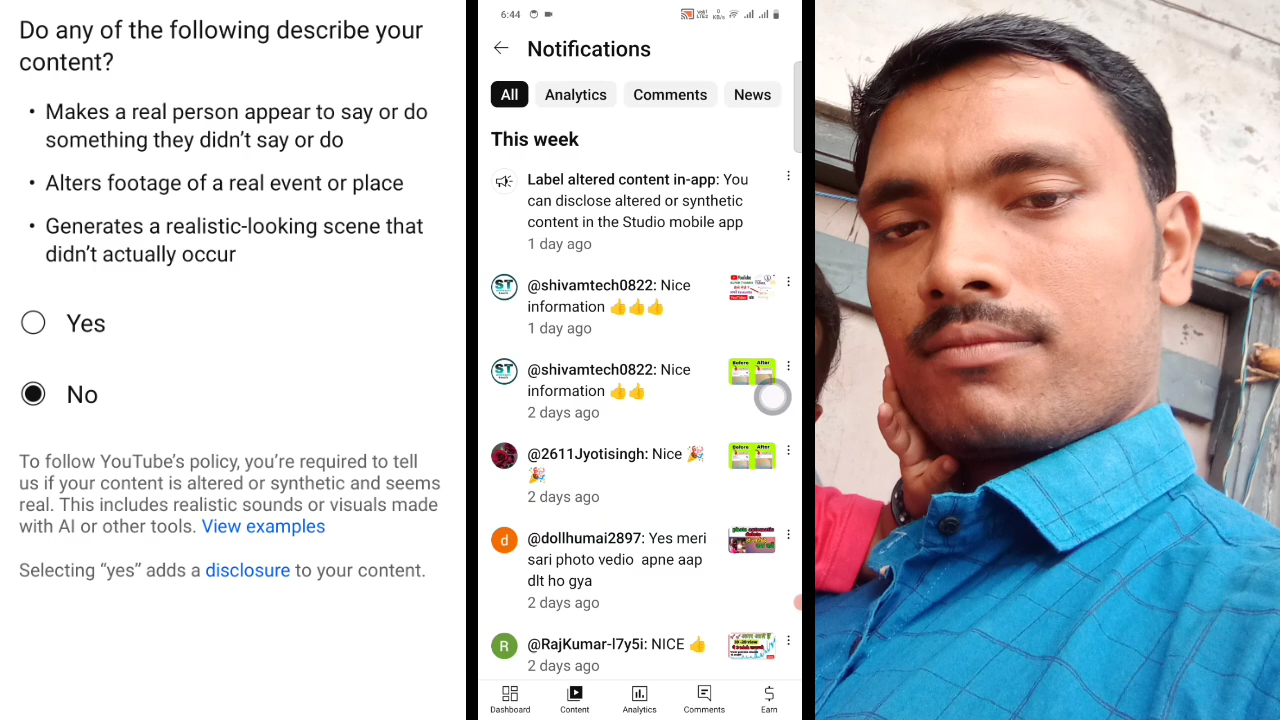 Do any of the following describe your
content?
• Makes a real person appear to say or do
something they didn't say or do
• Alters footage of a real event or place
• Generates a realistic-looking scene that
didn't actually occur
Yes
No
To follow YouTube's policy, you're required to tell
us if your content is altered or synthetic and seems
real. This includes realistic sounds or visuals made
with AI or other tools. View examples
Selecting “yes” adds a disclosure to your content.
6:44
Notifications
All Analytics Comments News
This week
Label altered content in-app: You
can disclose altered or synthetic
content in the Studio mobile app
1 day ago
ST
@shivamtech0822: Nice
information 👍👍👍
1 day ago
ST
@shivamtech0822: Nice
information 👍👍
2 days ago
Before After
@2611Jyotisingh: Nice 🎉
🎉
2 days ago
Before After
d
@dollhumai2897: Yes meri
sari photo vedio apne aap
dlt ho gya
2 days ago
R
@RajKumar-l7y5i: NICE 👍
2 days ago
Dashboard Content Analytics Comments Earn